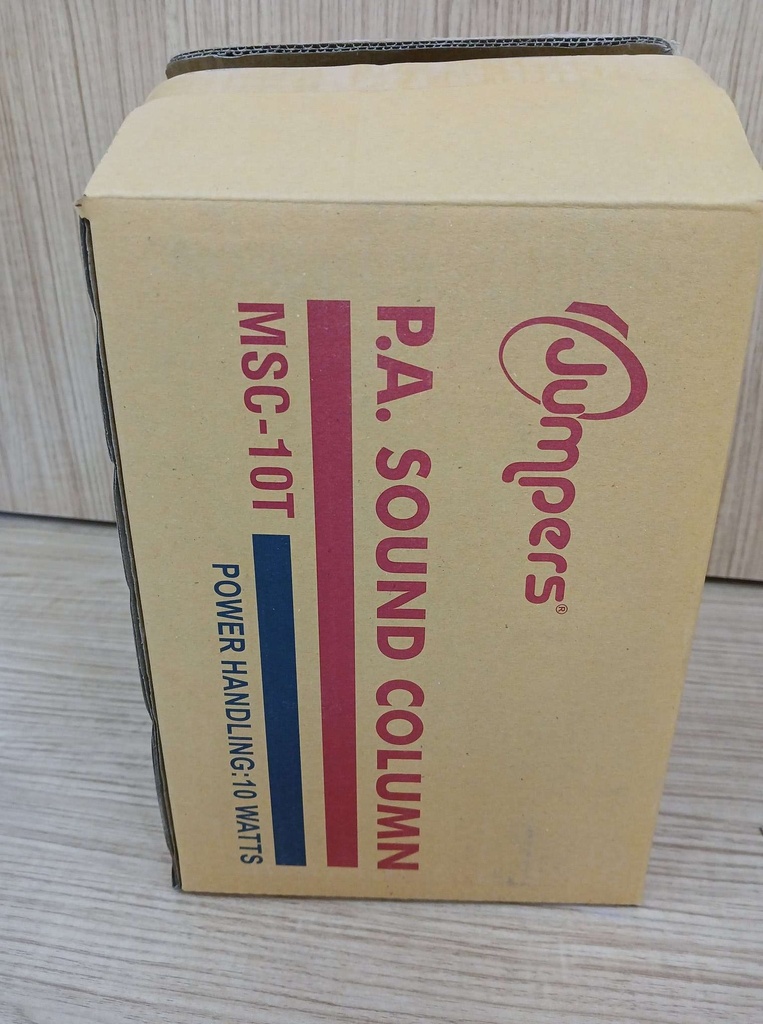 Jumpers®
P.A. SOUND COLUMN
MSC-10T
POWER HANDLING:10 WATTS